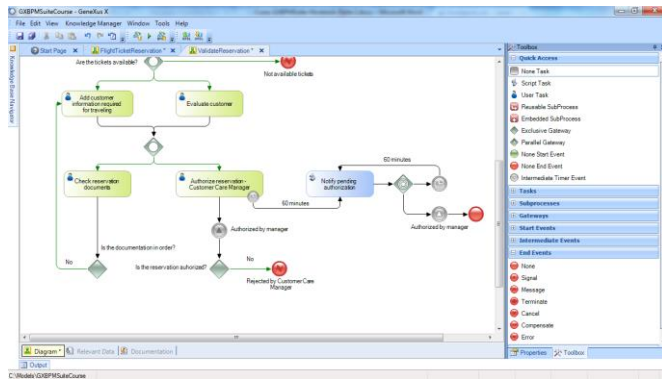 GXBPMSuiteCourse - GeneXus X
File Edit View Knowledge Manager Window Tools Help
Start Page × FlightTicketReservation * × ValidateReservation * ×
Toolbox
Knowledge Base Navigator
Are the tickets available?
Not available tickets
Add customer
information required
for traveling
Evaluate customer
Check reservation
documents
Authorize reservation -
Customer Care Manager
60 minutes
Notify pending
authorization
60 minutes
Authorized by manager
Authorized by manager
Is the documentation in order?
No
Is the reservation authorized?
No
Rejected by Customer Care
Manager
Quick Access
None Task
Script Task
User Task
Reusable SubProcess
Embedded SubProcess
Exclusive Gateway
Parallel Gateway
None Start Event
None End Event
Intermediate Timer Event
Tasks
Subprocesses
Gateways
Start Events
Intermediate Events
End Events
None
Signal
Message
Terminate
Cancel
Compensate
Error
Diagram * Relevant Data Documentation
Properties Toolbox
Output
C:\Models\GXBPMSuiteCourse